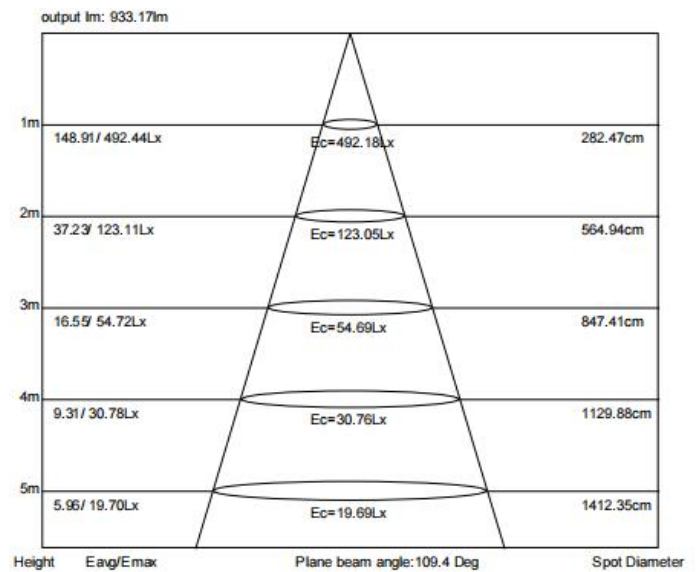 output lm: 933.17lm
1m
148.91/ 492.44Lx
Ec=492.18Lx
282.47cm
2m
37.23/ 123.11Lx
Ec=123.05Lx
564.94cm
3m
16.55/ 54.72Lx
Ec=54.69Lx
847.41cm
4m
9.31/ 30.78Lx
Ec=30.76Lx
1129.88cm
5m
5.96/ 19.70Lx
Ec=19.69Lx
1412.35cm
Height Eavg/Emax Plane beam angle:109.4 Deg Spot Diameter